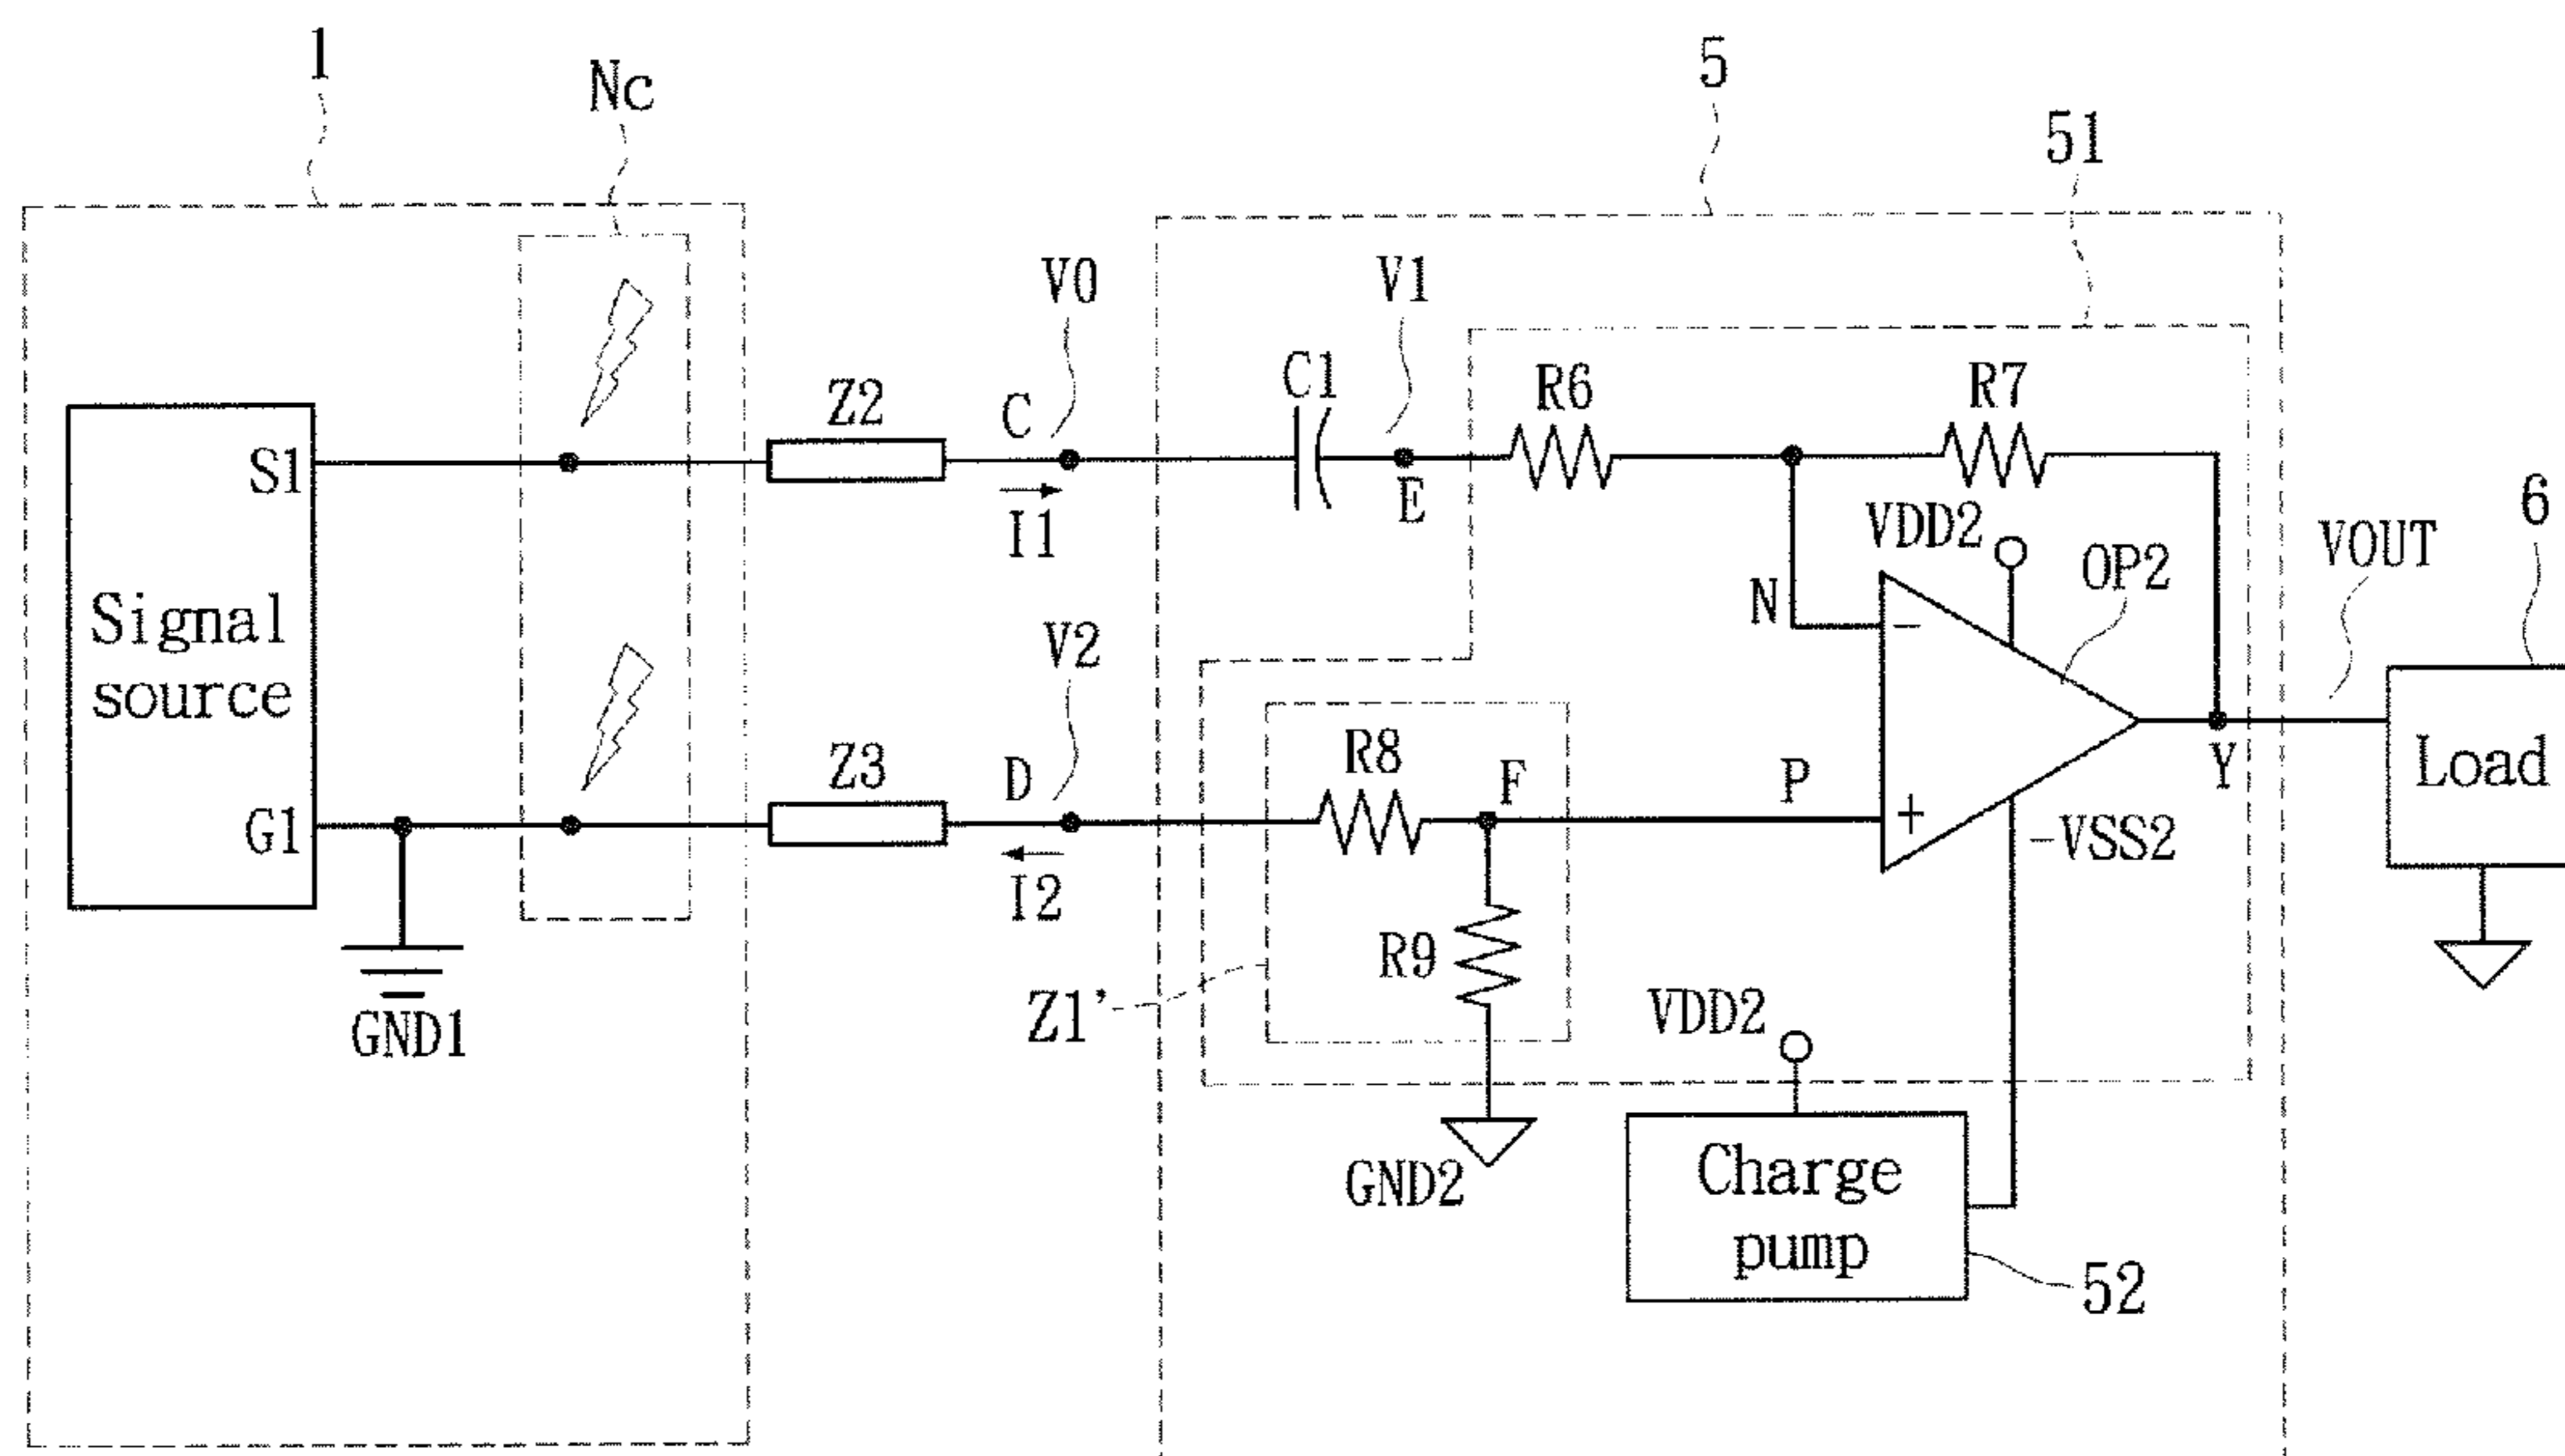 1
Nc
5
51
V0
V1
Z2
C
C1
R6
R7
S1
I1
E
VDD2
OP2
VOUT
6
Signal
source
N
−
V2
Z3
D
R8
F
P
+
-VSS2
Y
Load
G1
I2
R9
Z1'
GND1
VDD2
GND2
Charge
pump
52